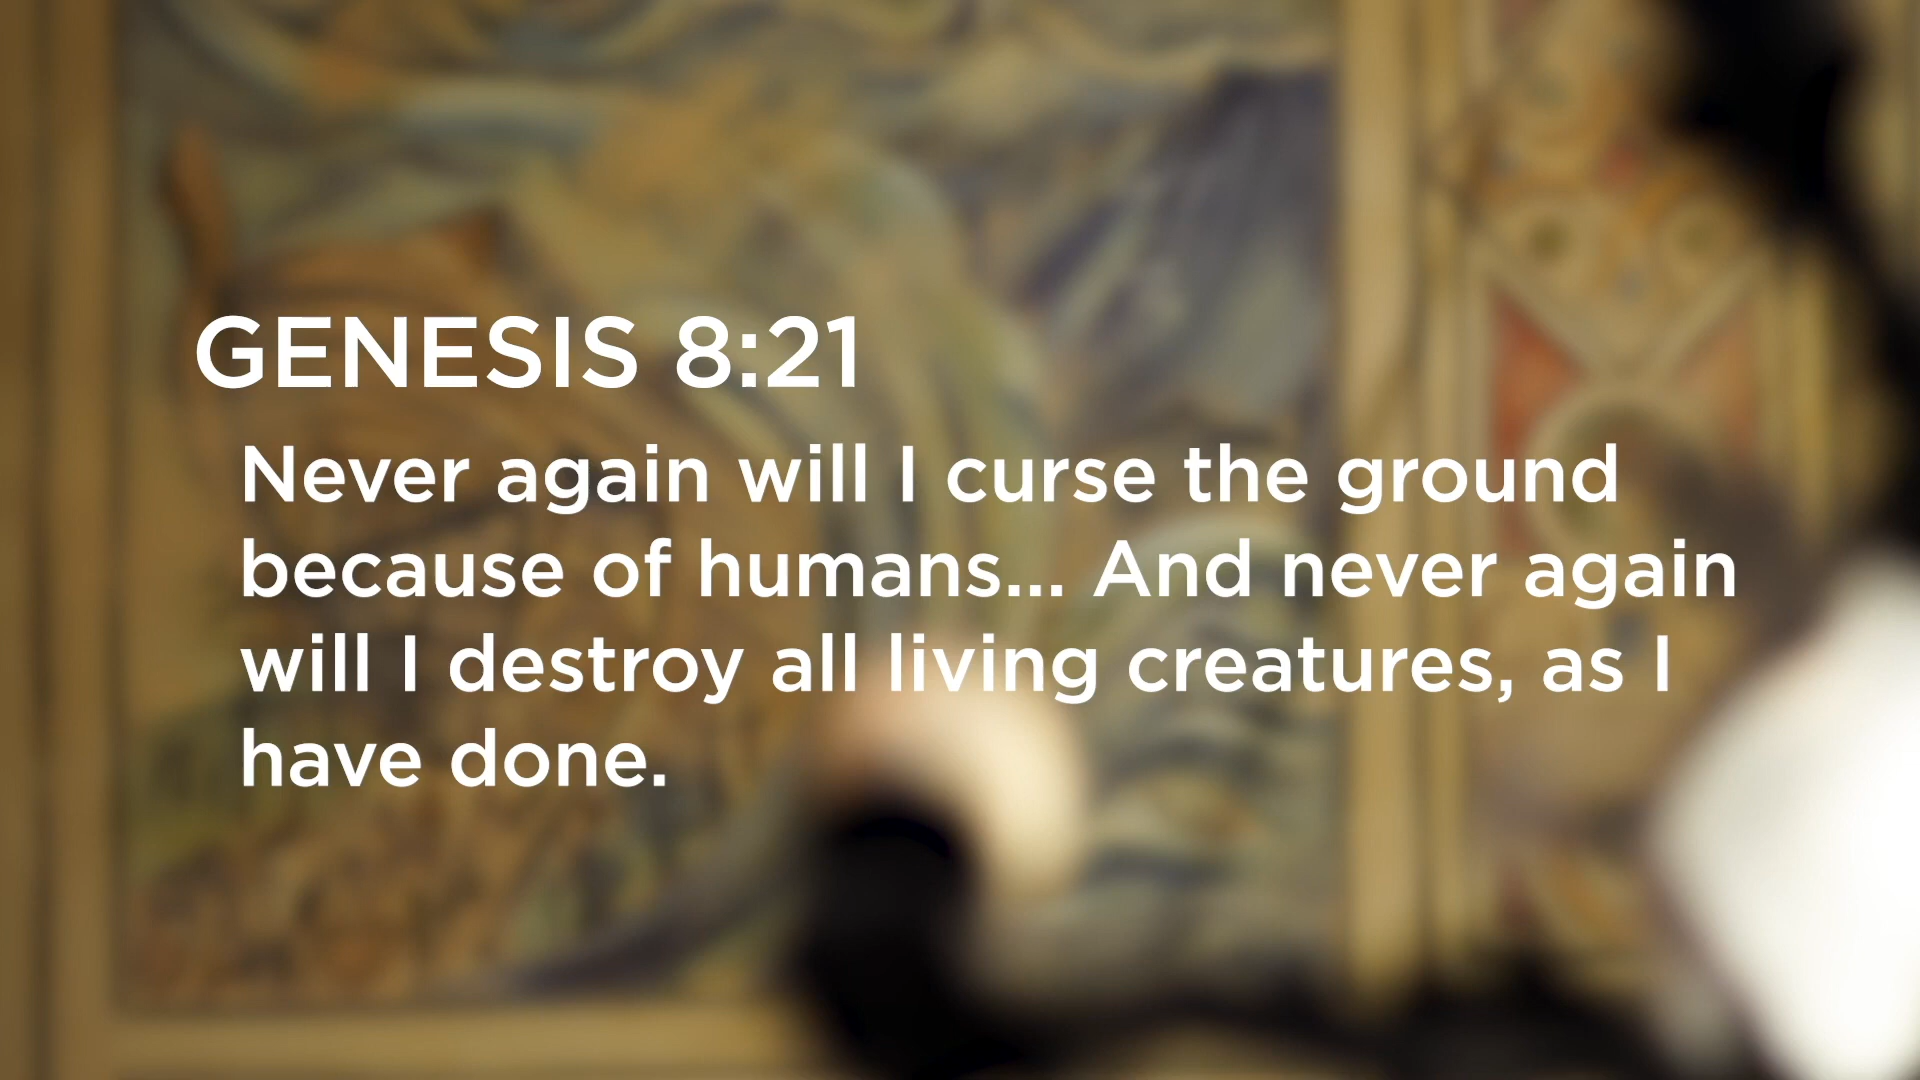 GENESIS 8:21
Never again will I curse the ground
because of humans... And never again
will I destroy all living creatures, as I
have done.